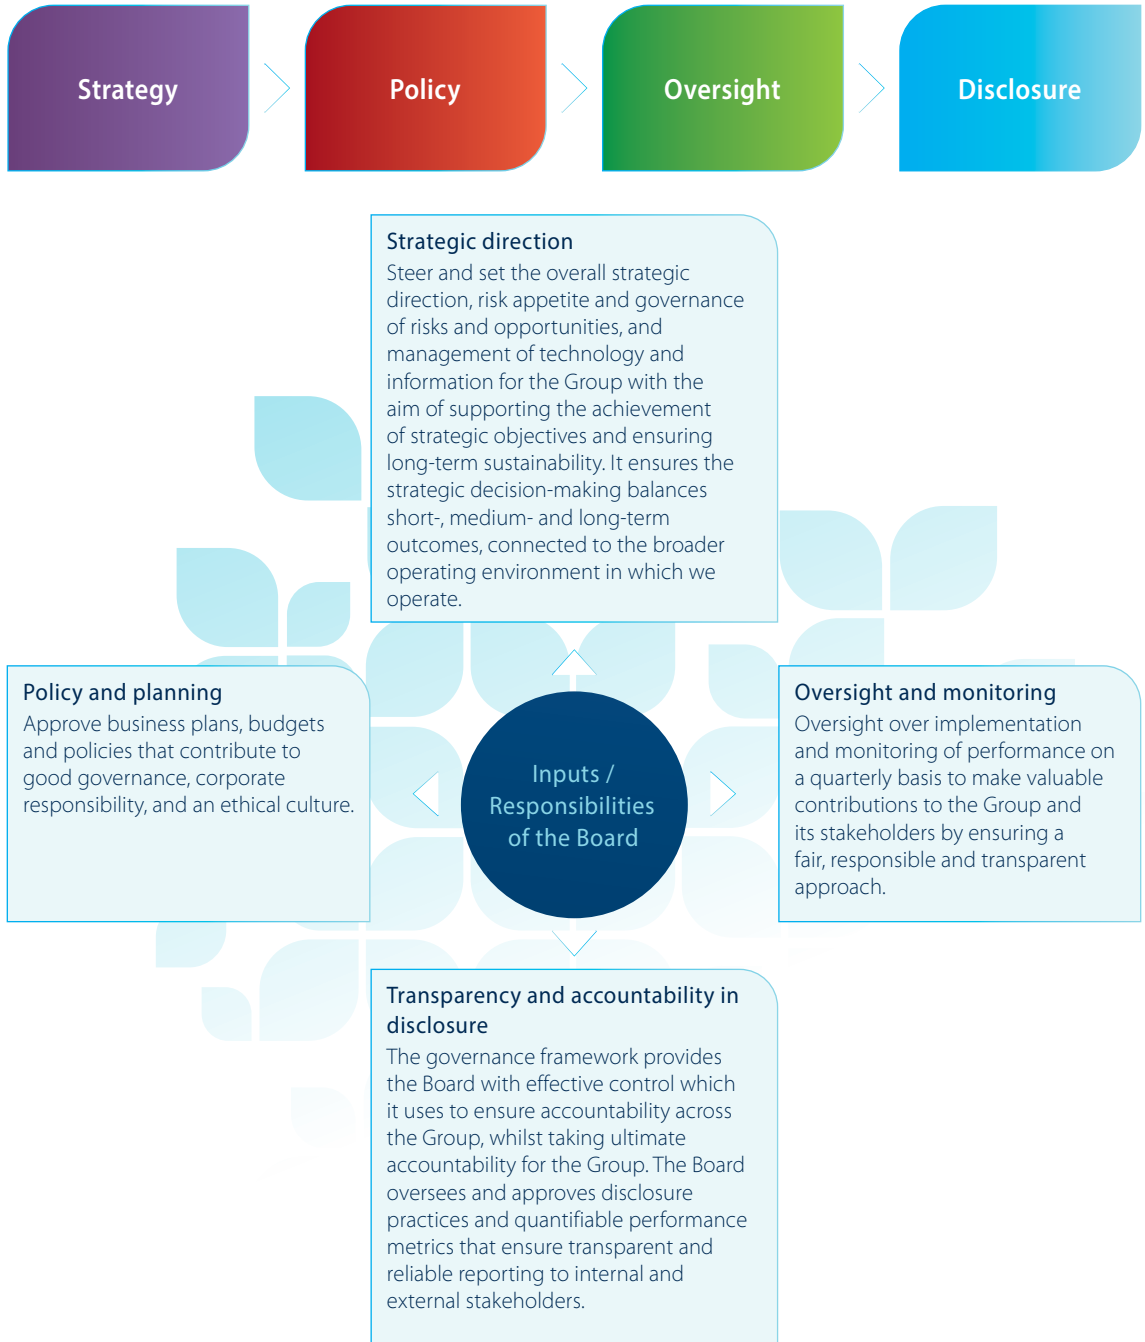 Strategy
Policy
Oversight
Disclosure
Strategic direction
Steer and set the overall strategic
direction, risk appetite and governance
of risks and opportunities, and
management of technology and
information for the Group with the
aim of supporting the achievement
of strategic objectives and ensuring
long-term sustainability. It ensures the
strategic decision-making balances
short-, medium- and long-term
outcomes, connected to the broader
operating environment in which we
operate.
Policy and planning
Approve business plans, budgets
and policies that contribute to
good governance, corporate
responsibility, and an ethical culture.
Inputs /
Responsibilities
of the Board
Oversight and monitoring
Oversight over implementation
and monitoring of performance on
a quarterly basis to make valuable
contributions to the Group and
its stakeholders by ensuring a
fair, responsible and transparent
approach.
Transparency and accountability in
disclosure
The governance framework provides
the Board with effective control which
it uses to ensure accountability across
the Group, whilst taking ultimate
accountability for the Group. The Board
oversees and approves disclosure
practices and quantifiable performance
metrics that ensure transparent and
reliable reporting to internal and
external stakeholders.